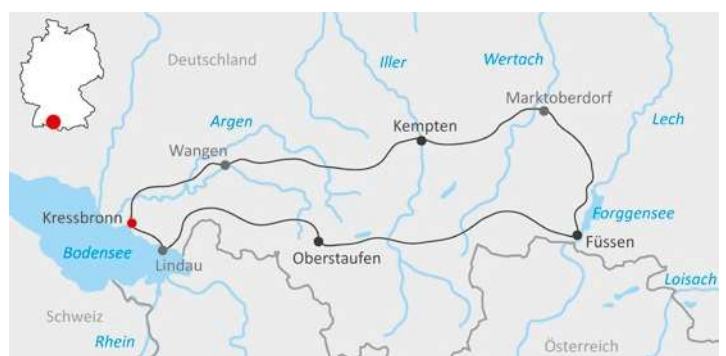 Deutschland
Iller
Wertach
Marktoberdorf
Lech
Argen
Kempten
Wangen
Kressbronn
Forggensee
Bodensee
Füssen
Lindau
Oberstaufen
Loisach
Schweiz
Rhein
Österreich